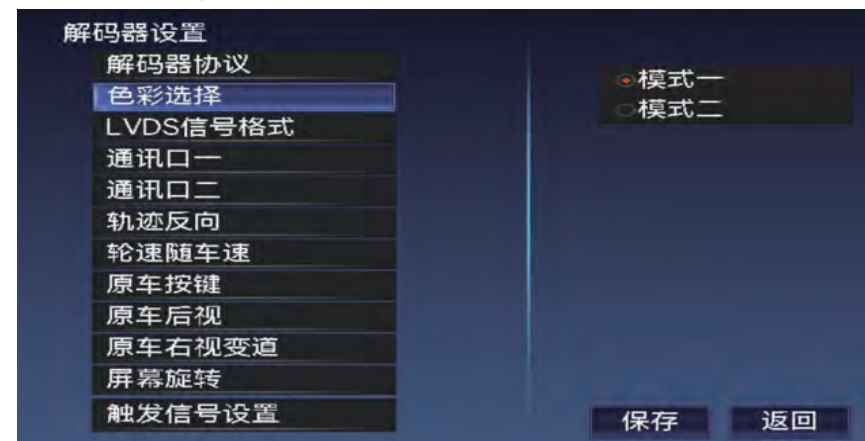 解码器设置
解码器协议
色彩选择
LVDS信号格式
通讯口一
通讯口二
轨迹反向
轮速随车速
原车按键
原车后视
原车右视变道
屏幕旋转
触发信号设置
模式一
模式二
保存
返回